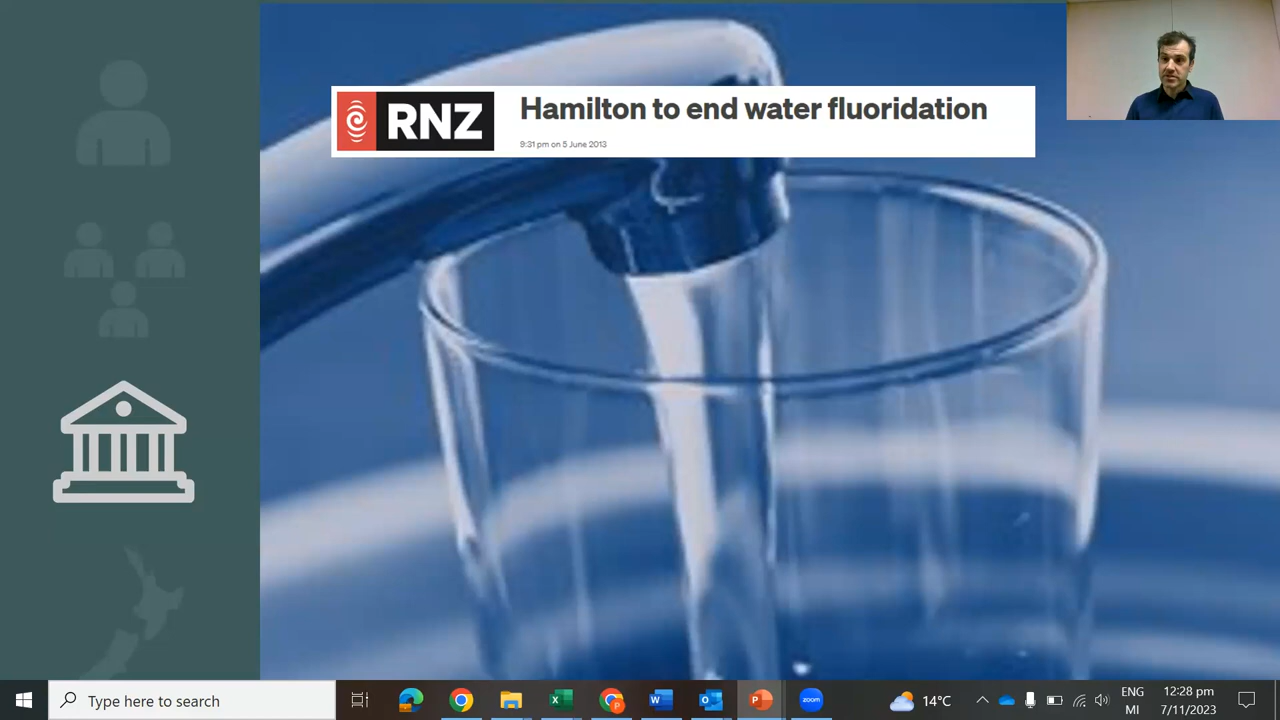 RNZ
Hamilton to end water fluoridation
9:31 pm on 5 June 2013
Type here to search
14°C
ENG
MI
12:28 pm
7/11/2023